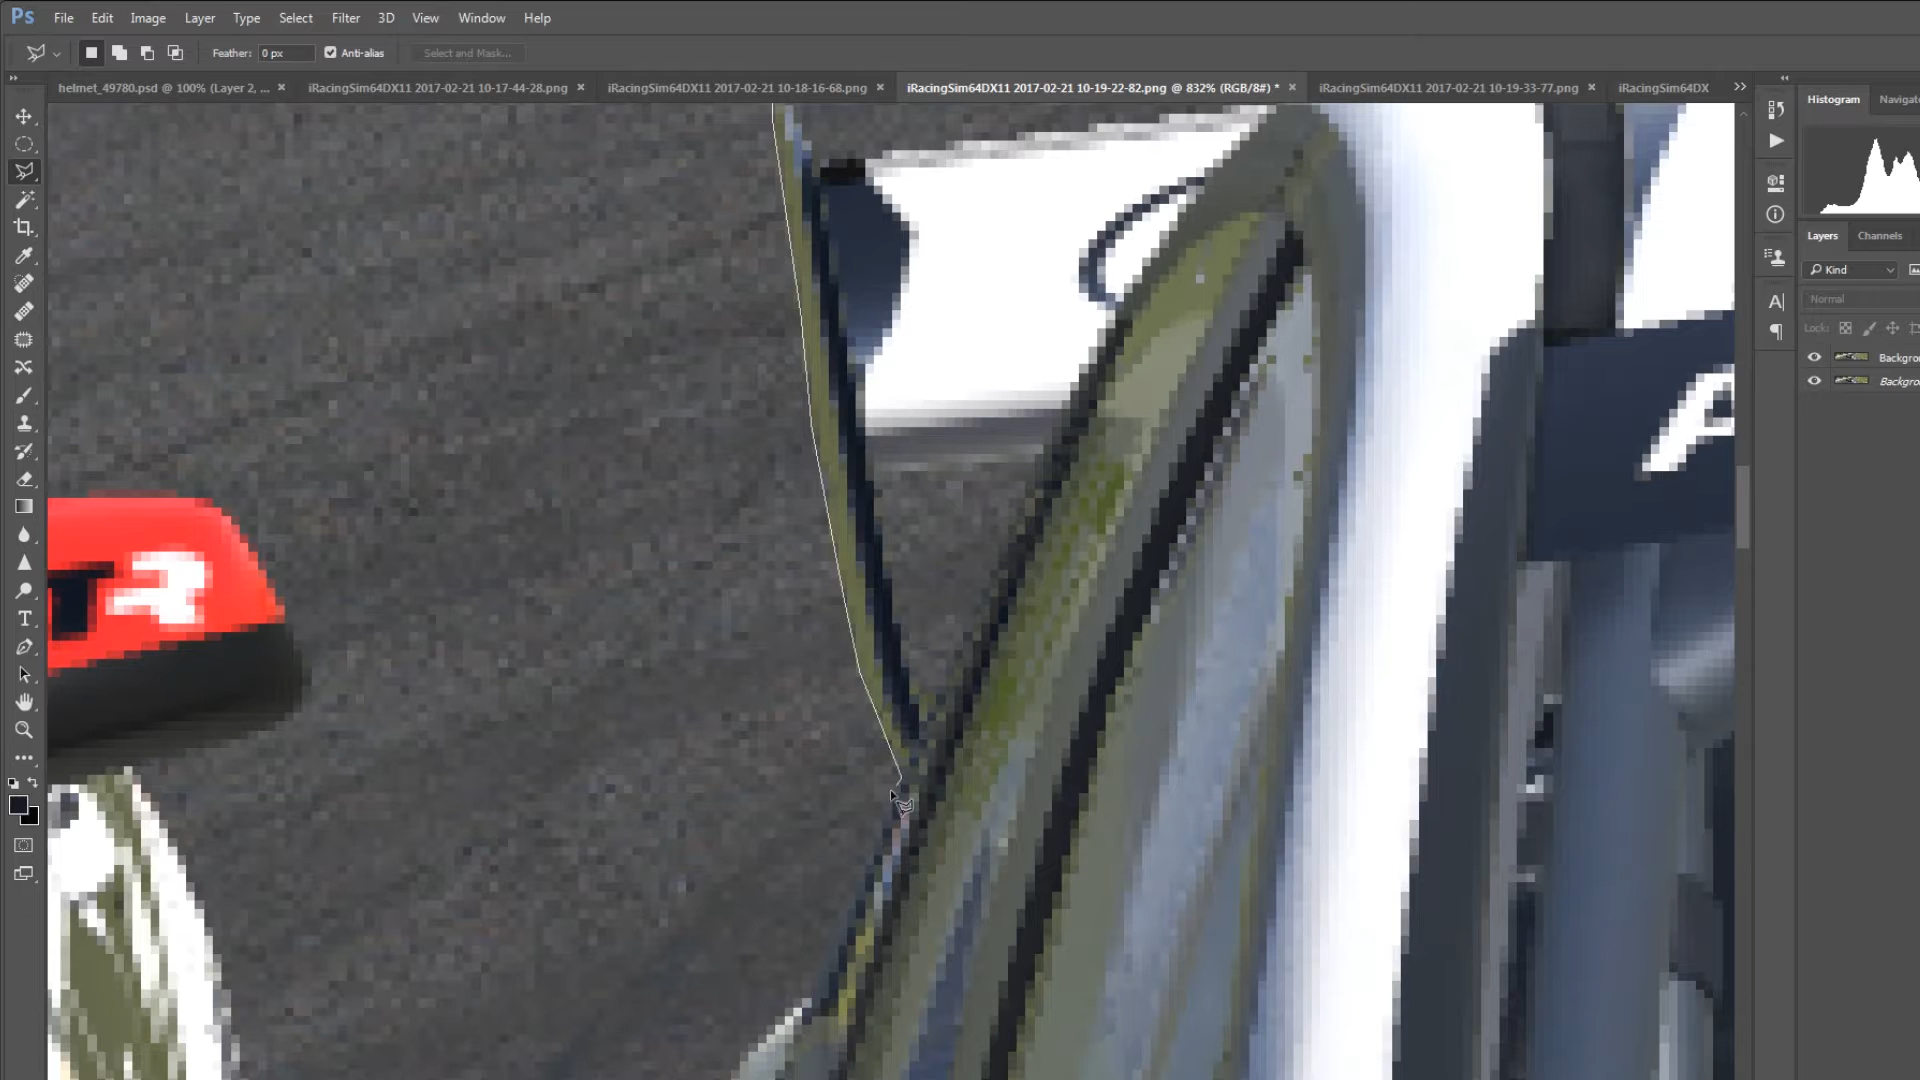 Ps File Edit Image Layer Type Select Filter 3D View Window Help
Feather: 0 px Anti-alias Select and Mask...
helmet_49780.psd @ 100% (Layer 2, ... × iRacingSim64DX11 2017-02-21 10-17-44-28.png × iRacingSim64DX11 2017-02-21 10-18-16-68.png × iRacingSim64DX11 2017-02-21 10-19-22-82.png @ 832% (RGB/8#) * × iRacingSim64DX11 2017-02-21 10-19-33-77.png × iRacingSim64DX
Histogram Navigato
Layers Channels
Kind
Normal
Lock:
Backgro
Backgro